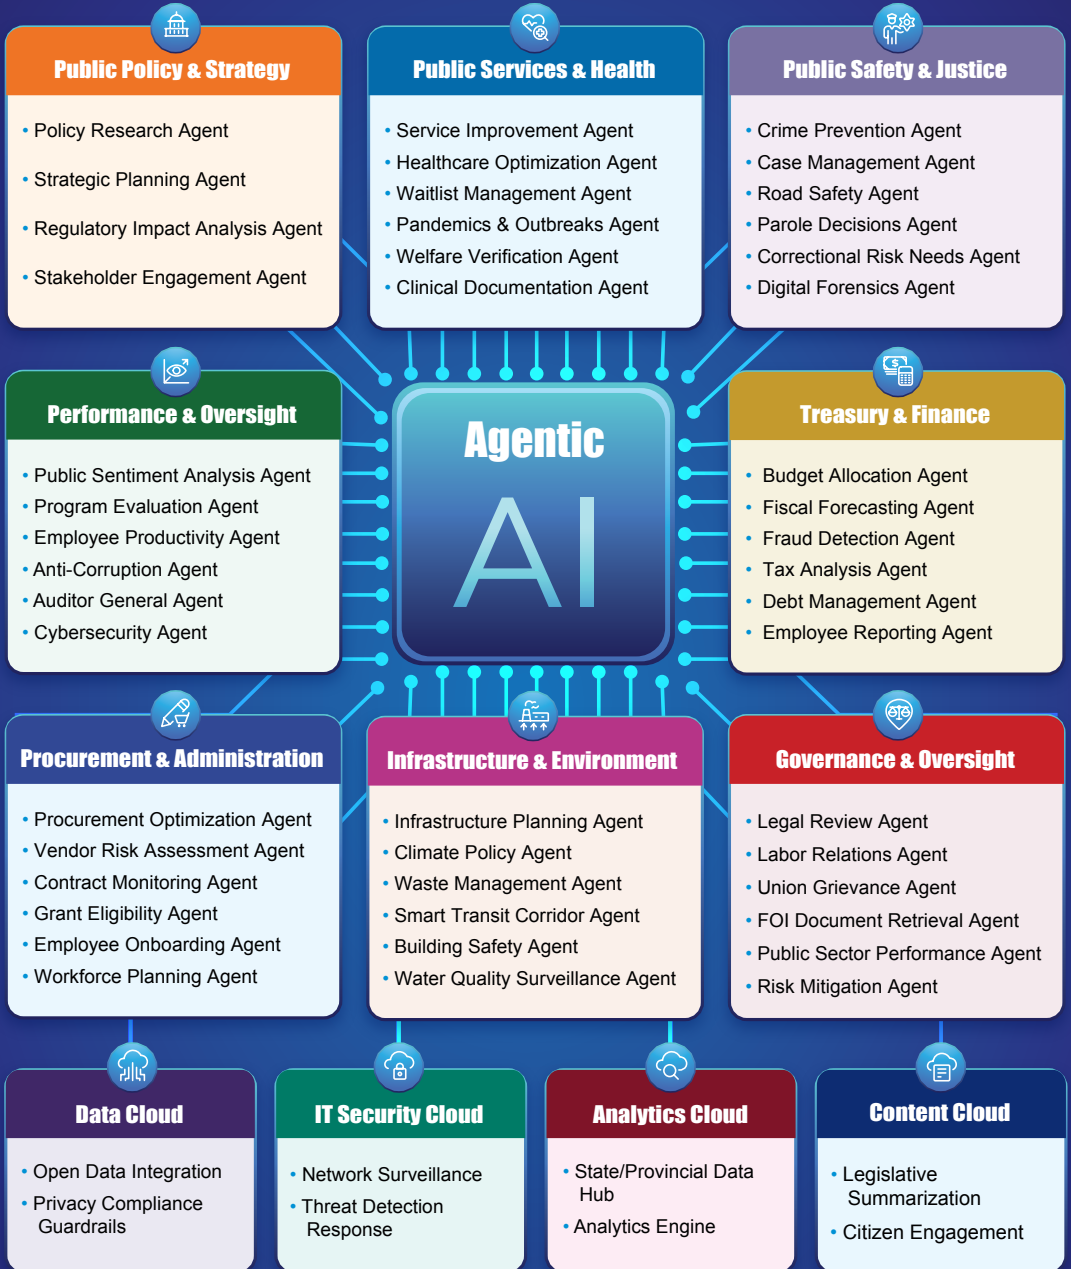 Public Policy & Strategy
• Policy Research Agent
• Strategic Planning Agent
• Regulatory Impact Analysis Agent
• Stakeholder Engagement Agent
Public Services & Health
• Service Improvement Agent
• Healthcare Optimization Agent
• Waitlist Management Agent
• Pandemics & Outbreaks Agent
• Welfare Verification Agent
• Clinical Documentation Agent
Public Safety & Justice
• Crime Prevention Agent
• Case Management Agent
• Road Safety Agent
• Parole Decisions Agent
• Correctional Risk Needs Agent
• Digital Forensics Agent
Performance & Oversight
• Public Sentiment Analysis Agent
• Program Evaluation Agent
• Employee Productivity Agent
• Anti-Corruption Agent
• Auditor General Agent
• Cybersecurity Agent
Agentic
AI
Treasury & Finance
• Budget Allocation Agent
• Fiscal Forecasting Agent
• Fraud Detection Agent
• Tax Analysis Agent
• Debt Management Agent
• Employee Reporting Agent
Procurement & Administration
• Procurement Optimization Agent
• Vendor Risk Assessment Agent
• Contract Monitoring Agent
• Grant Eligibility Agent
• Employee Onboarding Agent
• Workforce Planning Agent
Infrastructure & Environment
• Infrastructure Planning Agent
• Climate Policy Agent
• Waste Management Agent
• Smart Transit Corridor Agent
• Building Safety Agent
• Water Quality Surveillance Agent
Governance & Oversight
• Legal Review Agent
• Labor Relations Agent
• Union Grievance Agent
• FOI Document Retrieval Agent
• Public Sector Performance Agent
• Risk Mitigation Agent
Data Cloud
• Open Data Integration
• Privacy Compliance
Guardrails
IT Security Cloud
• Network Surveillance
• Threat Detection
Response
Analytics Cloud
• State/Provincial Data
Hub
• Analytics Engine
Content Cloud
• Legislative
Summarization
• Citizen Engagement